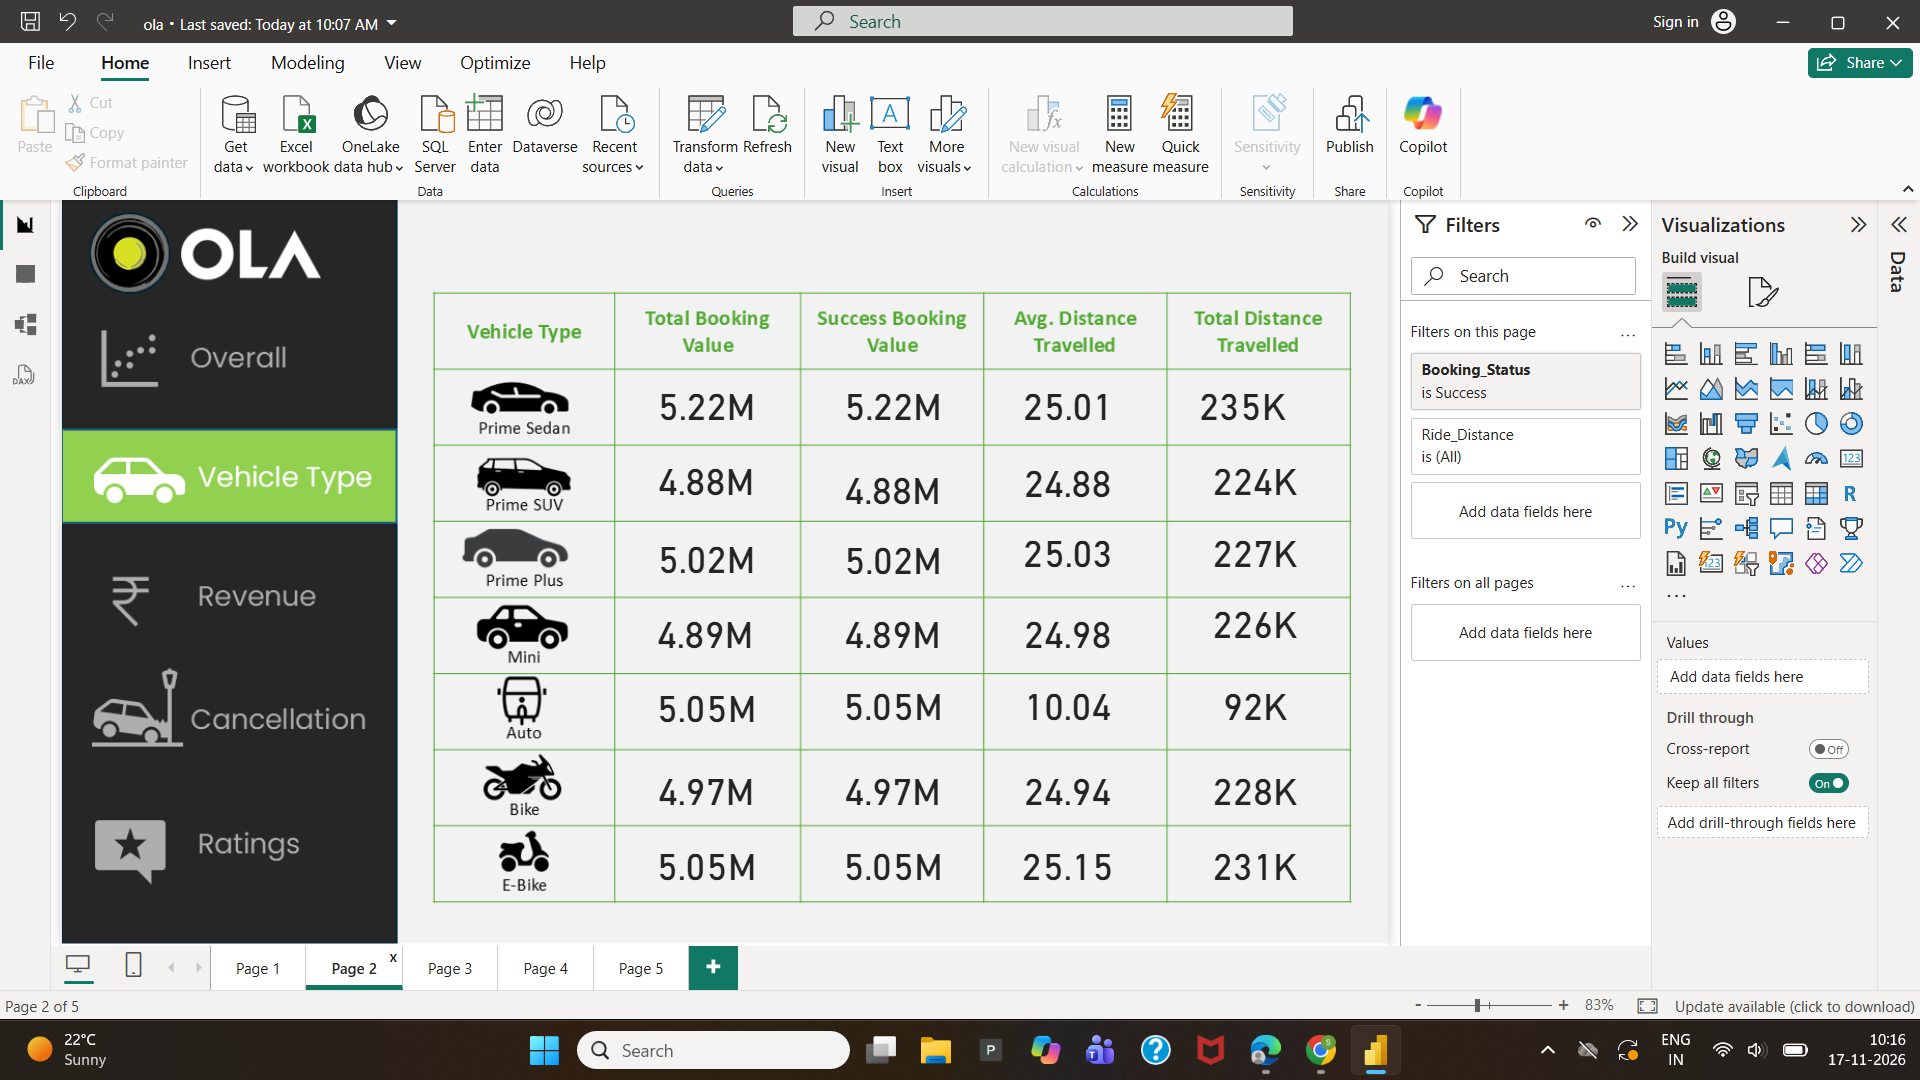 ola • Last saved: Today at 10:07 AM
Search
Sign in
File Home Insert Modeling View Optimize Help
Share
Paste
Cut
Copy
Format painter
Clipboard
Get data
Excel workbook
OneLake data hub
SQL Server
Enter data
Dataverse
Recent sources
Data
Transform data
Refresh
Queries
New visual
Text box
More visuals
Insert
New visual calculation
New measure
Quick measure
Calculations
Sensitivity
Sensitivity
Publish
Share
Copilot
Copilot
DAX
OLA
Overall
Vehicle Type
Revenue
Cancellation
Ratings
Vehicle Type Total Booking Value Success Booking Value Avg. Distance Travelled Total Distance Travelled
Prime Sedan 5.22M 5.22M 25.01 235K
Prime SUV 4.88M 4.88M 24.88 224K
Prime Plus 5.02M 5.02M 25.03 227K
Mini 4.89M 4.89M 24.98 226K
Auto 5.05M 5.05M 10.04 92K
Bike 4.97M 4.97M 24.94 228K
E-Bike 5.05M 5.05M 25.15 231K
Filters
Search
Filters on this page ...
Booking_Status
is Success
Ride_Distance
is (All)
Add data fields here
Filters on all pages ...
Add data fields here
Visualizations
Build visual
123
R
Py
123
...
Values
Add data fields here
Drill through
Cross-report Off
Keep all filters On
Add drill-through fields here
Data
Page 1 Page 2 x Page 3 Page 4 Page 5 +
Page 2 of 5
- + 83%
Update available (click to download)
22°C
Sunny
Search
P
T
?
S
ENG
IN
10:16
17-11-2026